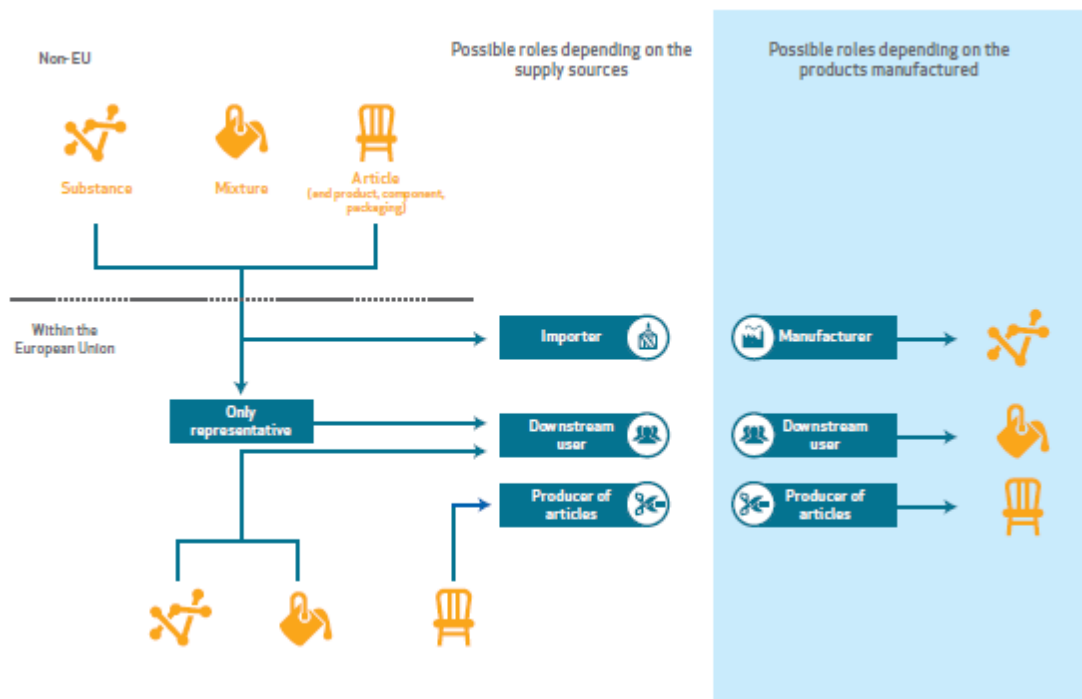 Non-EU
Possible roles depending on the
supply sources
Possible roles depending on the
products manufactured
Substance
Mixture
Article
(end product, component,
packaging)
Within the
European Union
Importer
Manufacturer
Only
representative
Downstream
user
Downstream
user
Producer of
articles
Producer of
articles